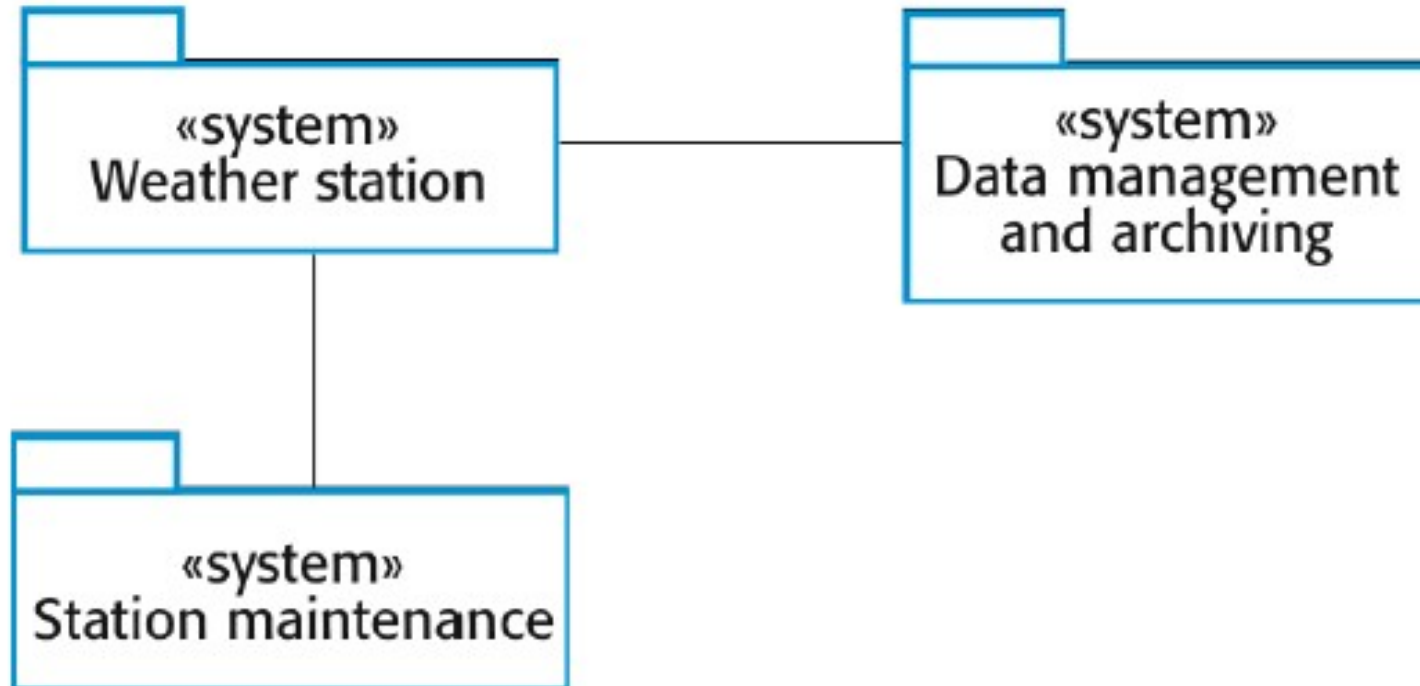 «system»
Weather station
«system»
Data management
and archiving
«system»
Station maintenance